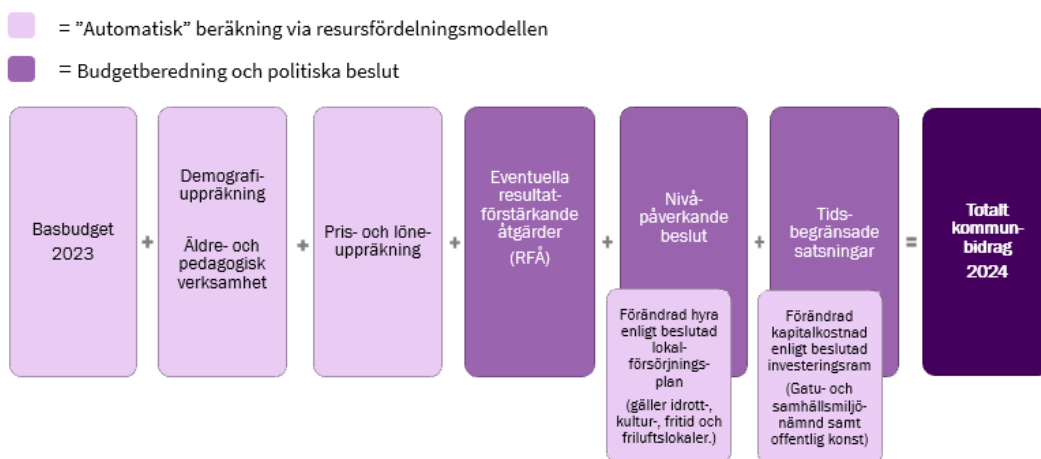 = ”Automatisk” beräkning via resursfördelningsmodellen
= Budgetberedning och politiska beslut
Basbudget
2023
+
Demografi-
uppräkning
Äldre- och
pedagogisk
verksamhet
+
Pris- och löne-
uppräkning
+
Eventuella
resultat-
förstärkande
åtgärder
(RFÅ)
+
Nivå-
påverkande
beslut
Förändrad hyra
enligt beslutad
lokal-
försörjnings-
plan
(gäller idrott-,
kultur-, fritid och
friluftslokaler.)
+
Tids-
begränsade
satsningar
Förändrad
kapitalkostnad
enligt beslutad
investeringsram
(Gatu- och
samhällsmiljö-
nämnd samt
offentlig konst)
=
Totalt
kommun-
bidrag
2024